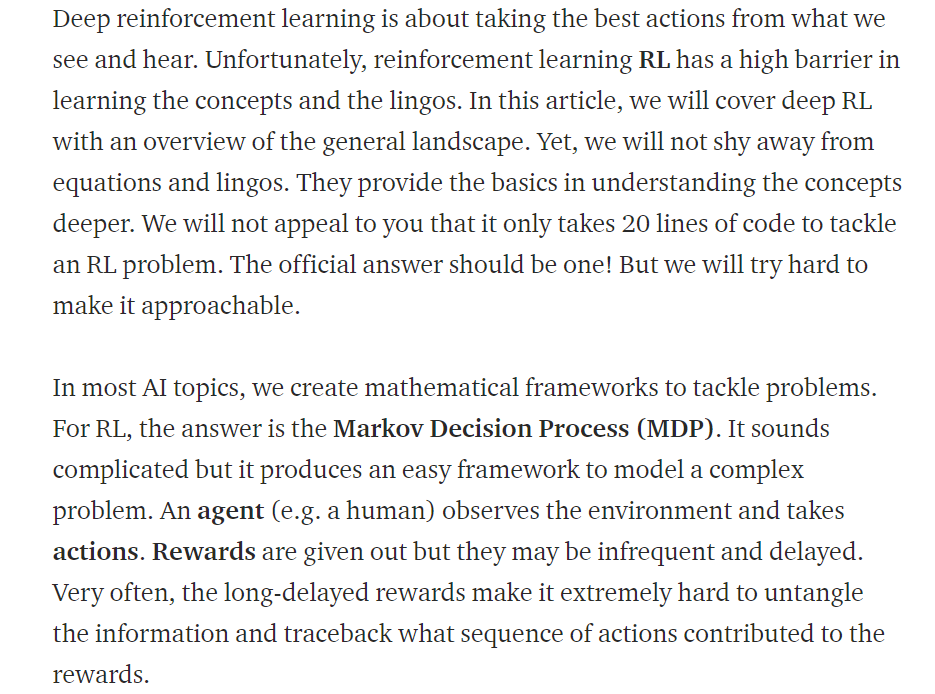 Deep reinforcement learning is about taking the best actions from what we
see and hear. Unfortunately, reinforcement learning RL has a high barrier in
learning the concepts and the lingos. In this article, we will cover deep RL
with an overview of the general landscape. Yet, we will not shy away from
equations and lingos. They provide the basics in understanding the concepts
deeper. We will not appeal to you that it only takes 20 lines of code to tackle
an RL problem. The official answer should be one! But we will try hard to
make it approachable.
In most AI topics, we create mathematical frameworks to tackle problems.
For RL, the answer is the Markov Decision Process (MDP). It sounds
complicated but it produces an easy framework to model a complex
problem. An agent (e.g. a human) observes the environment and takes
actions. Rewards are given out but they may be infrequent and delayed.
Very often, the long-delayed rewards make it extremely hard to untangle
the information and traceback what sequence of actions contributed to the
rewards.